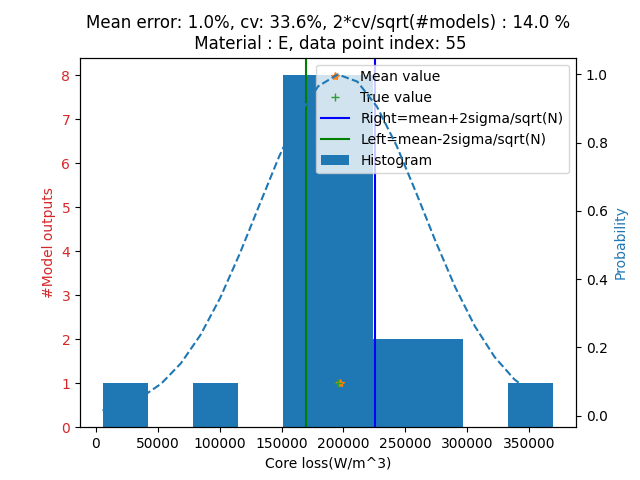 Mean error: 1.0%, cv: 33.6%, 2*cv/sqrt(#models) : 14.0 %
Material : E, data point index: 55
8
7
6
5
4
3
2
1
0
#Model outputs
Mean value
True value
Right=mean+2sigma/sqrt(N)
Left=mean-2sigma/sqrt(N)
Histogram
1.0
0.8
0.6
0.4
0.2
0.0
Probability
0 50000 100000 150000 200000 250000 300000 350000
Core loss(W/m^3)